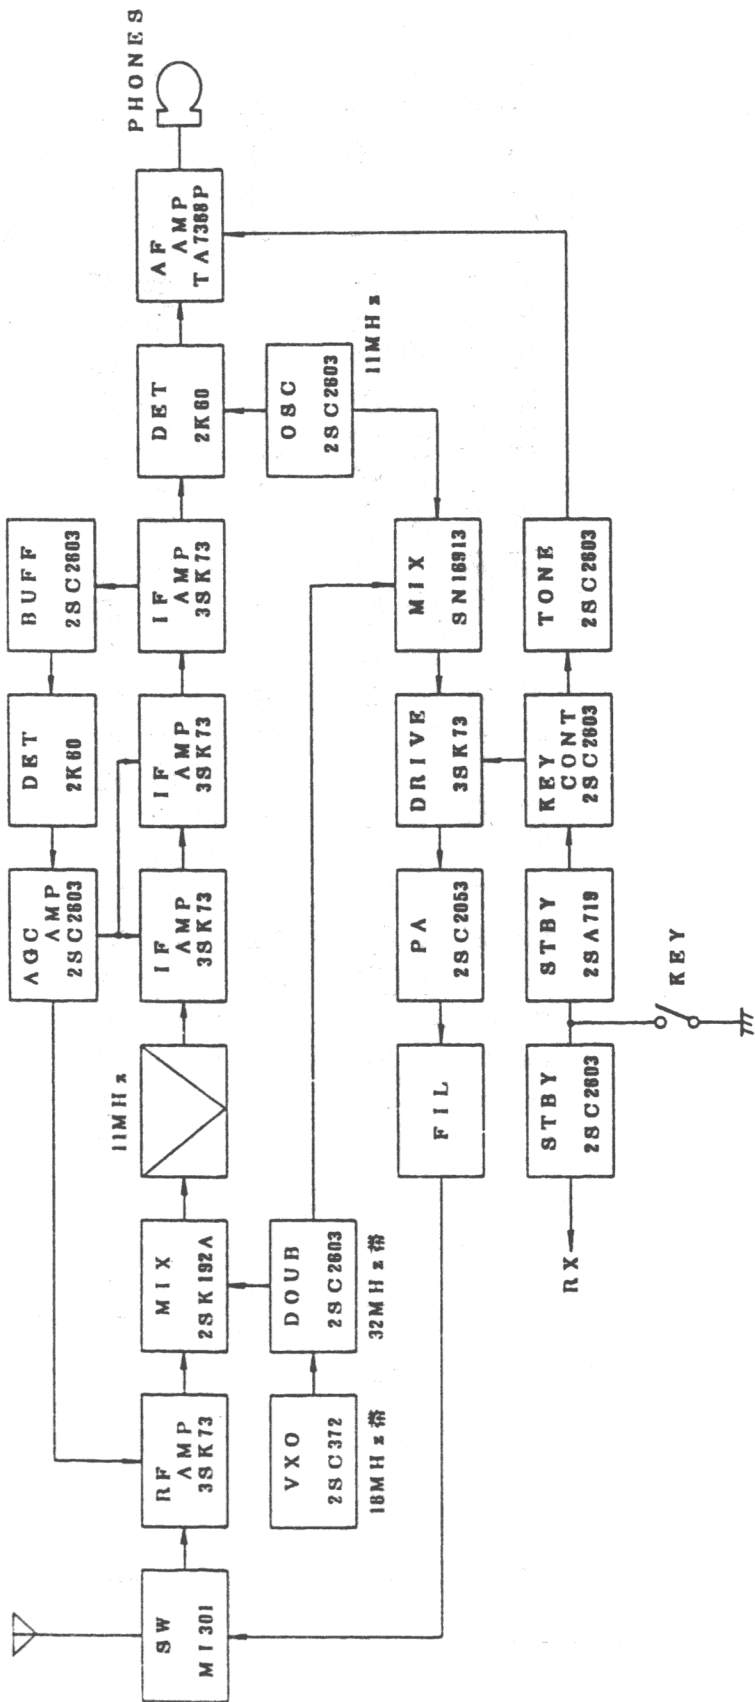 SW
MI301
RF
AMP
3SK73
MIX
2SK192A
11MHz
IF
AMP
3SK73
IF
AMP
3SK73
IF
AMP
3SK73
DET
2K60
AF
AMP
TA7368P
PHONES
AGC
AMP
2SC2603
DET
2K60
BUFF
2SC2603
VXO
2SC372
16MHz帯
DOUB
2SC2603
32MHz帯
OSC
2SC2603
11MHz
FIL
PA
2SC2053
DRIVE
3SK73
MIX
SN16913
RX
STBY
2SC2603
STBY
2SA719
KEY
CONT
2SC2603
TONE
2SC2603
KEY